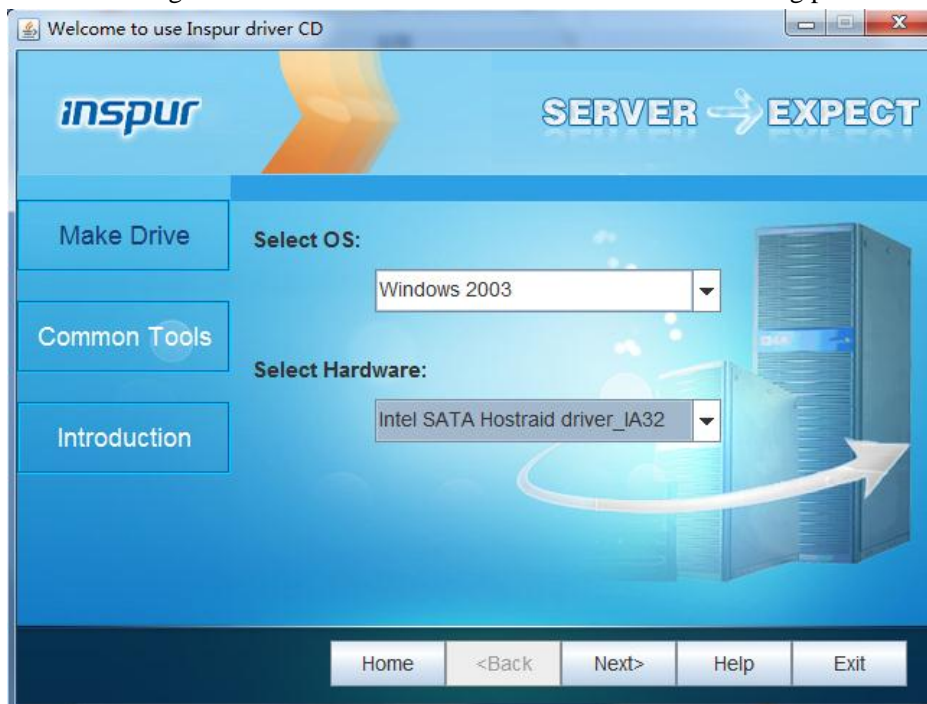 Welcome to use Inspur driver CD
inspur
SERVER EXPECT
Make Drive
Common Tools
Introduction
Select OS:
Windows 2003
Select Hardware:
Intel SATA Hostraid driver_IA32
Home
<Back
Next>
Help
Exit